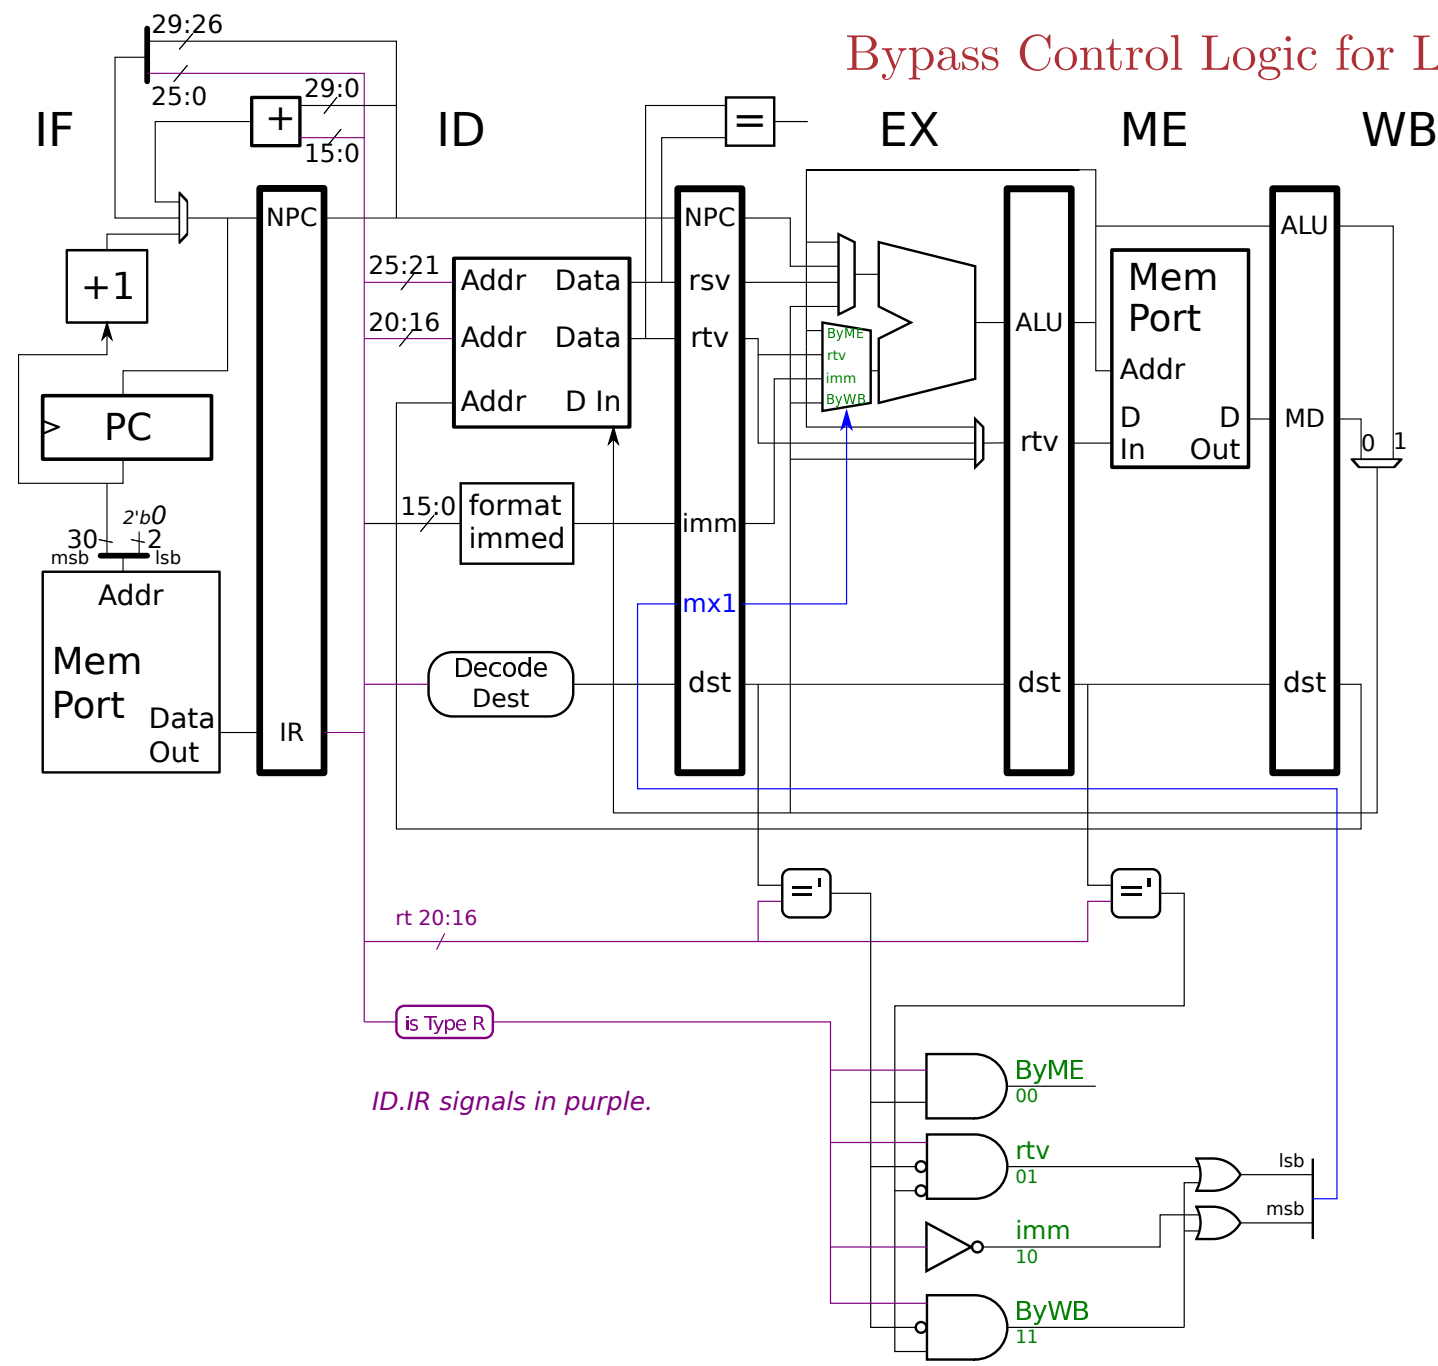 Bypass Control Logic for L
29:26
25:0
29:0
15:0
+
=
IF
ID
EX
ME
WB
NPC
NPC
ALU
+1
25:21
20:16
Addr
Data
Addr
Data
Addr
D In
rsv
rtv
ByME
rtv
imm
ByWB
ALU
Mem
Port
Addr
D
In
D
Out
MD
0
1
PC
rtv
15:0
format
immed
imm
2'b0
30
2
msb
lsb
Addr
Mem
Port
Data
Out
IR
mx1
Decode
Dest
dst
dst
dst
='
='
rt 20:16
is Type R
ID.IR signals in purple.
ByME
00
rtv
01
imm
10
ByWB
11
lsb
msb